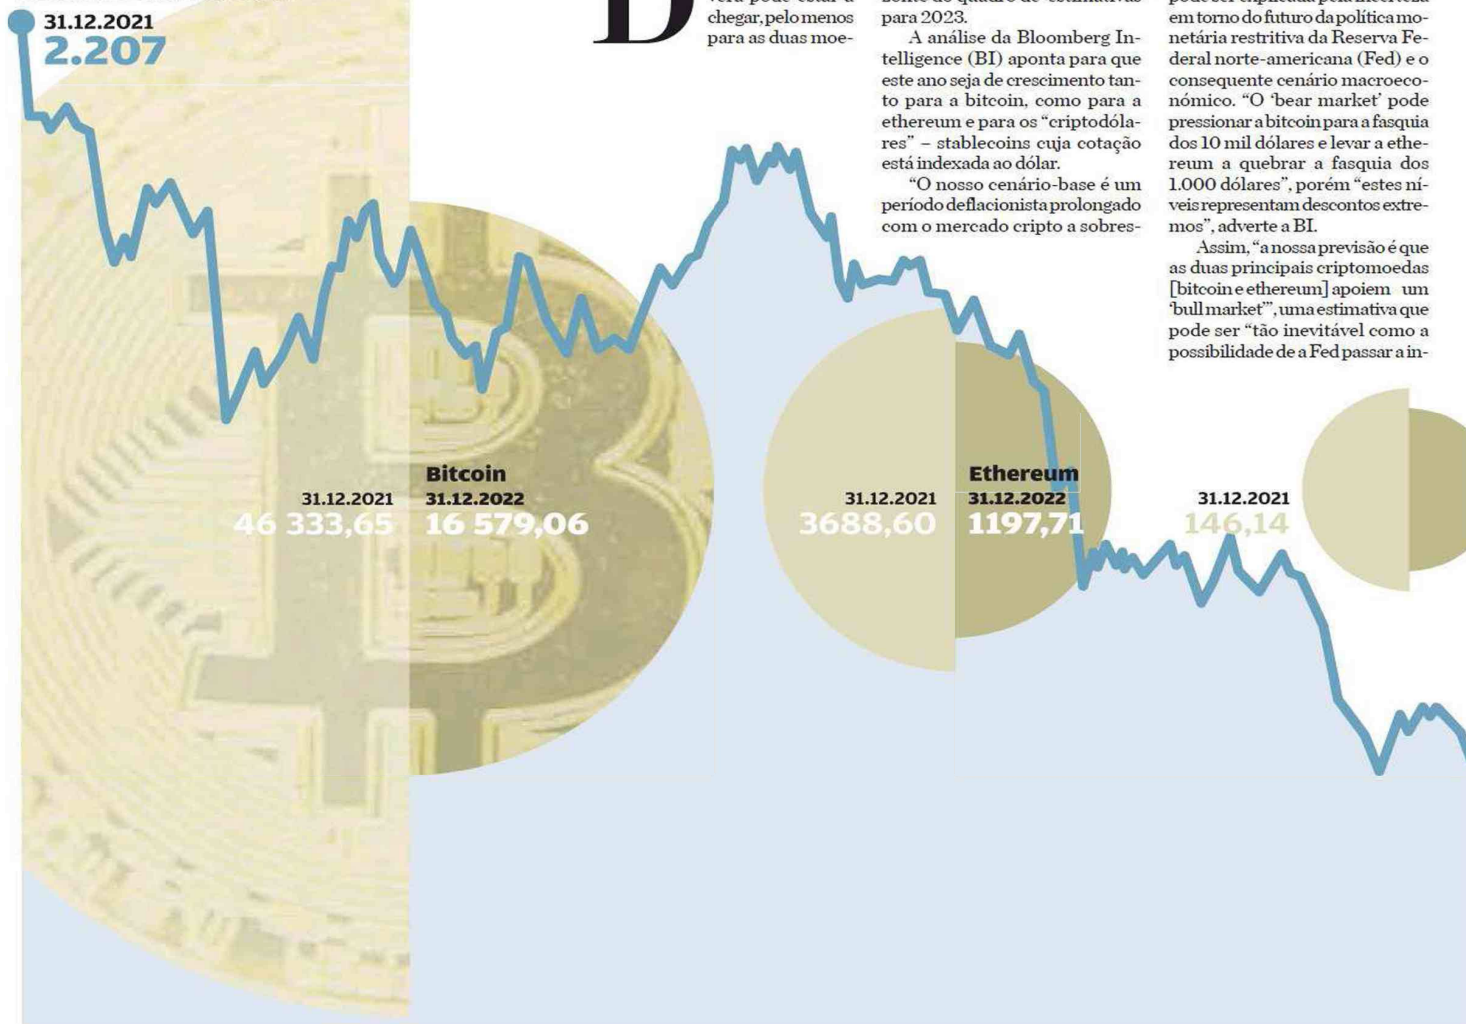 31.12.2021
2.207
D
chegar, pelo menos
para as duas moe-
para 2023.
A análise da Bloomberg In-
telligence (BI) aponta para que
este ano seja de crescimento tan-
to para a bitcoin, como para a
ethereum e para os “criptodóla-
res” – stablecoins cuja cotação
está indexada ao dólar.
“O nosso cenário-base é um
período deflacionista prolongado
com o mercado cripto a sobres-
em torno do futuro da política mo-
netária restritiva da Reserva Fe-
deral norte-americana (Fed) e o
consequente cenário macroeco-
nómico. “O ‘bear market’ pode
pressionar a bitcoin para a fasquia
dos 10 mil dólares e levar a ethe-
reum a quebrar a fasquia dos
1.000 dólares”, porém “estes ní-
veis representam descontos extre-
mos”, adverte a BI.
Assim, “a nossa previsão é que
as duas principais criptomoedas
[bitcoin e ethereum] apoiem um
‘bull market’”, uma estimativa que
pode ser “tão inevitável como a
possibilidade de a Fed passar a in-
Bitcoin
31.12.2021 31.12.2022
46 333,65 16 579,06
Ethereum
31.12.2021 31.12.2022
3688,60 1197,71
31.12.2021
146,14